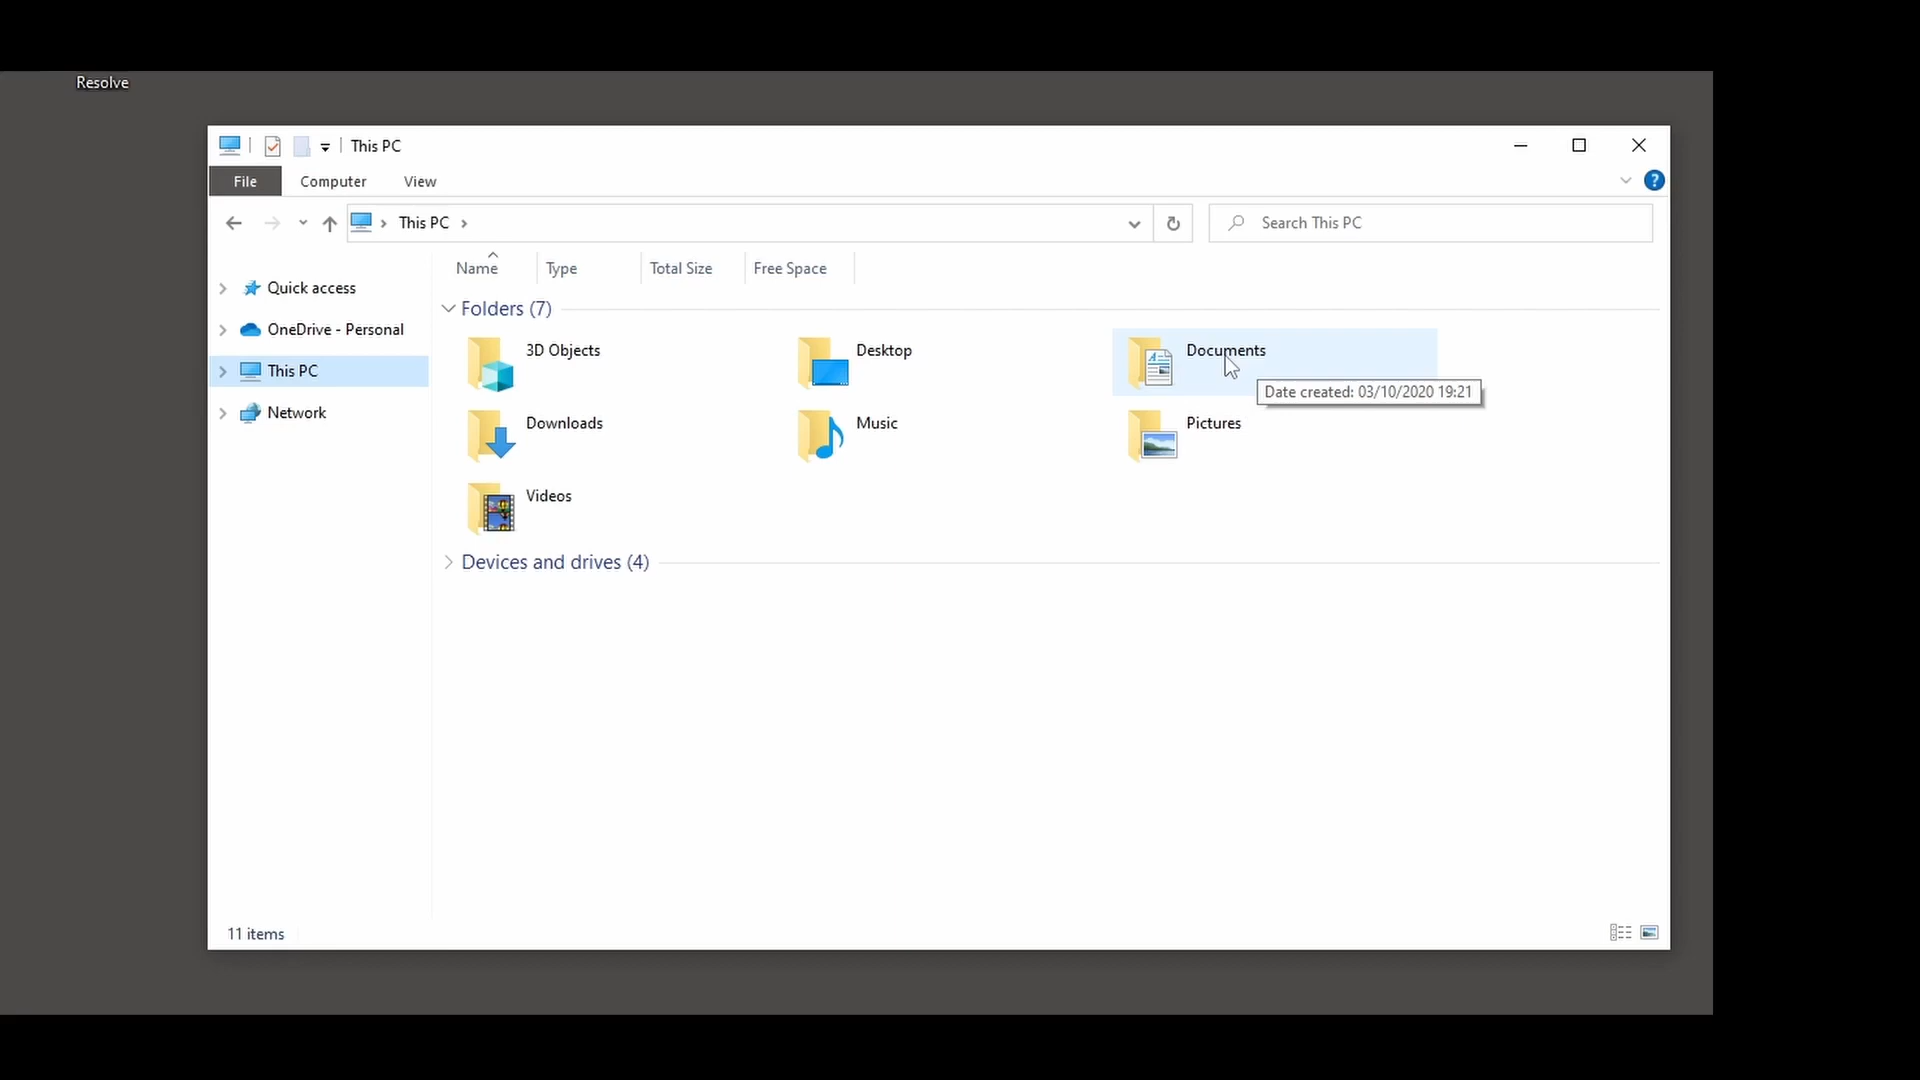 Resolve
This PC
File Computer View
This PC
Search This PC
Name Type Total Size Free Space
Quick access
OneDrive - Personal
This PC
Network
Folders (7)
3D Objects Desktop Documents
Date created: 03/10/2020 19:21
Downloads Music Pictures
Videos
Devices and drives (4)
11 items